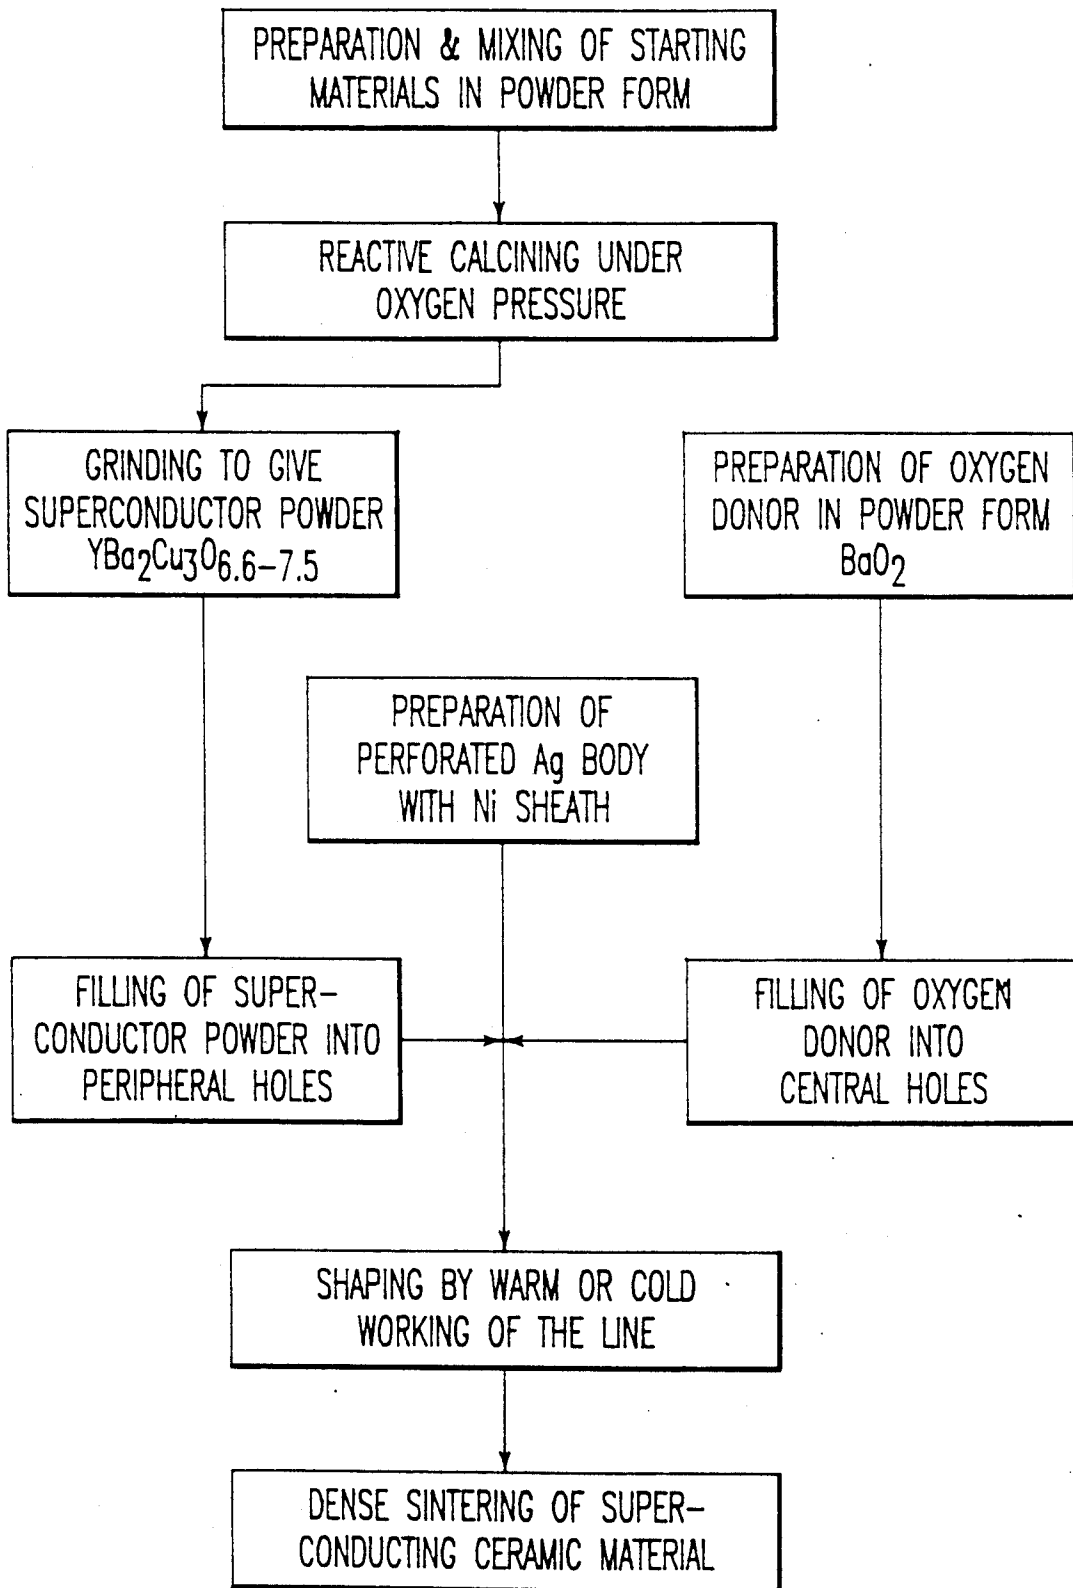 PREPARATION & MIXING OF STARTING
MATERIALS IN POWDER FORM
REACTIVE CALCINING UNDER
OXYGEN PRESSURE
GRINDING TO GIVE
SUPERCONDUCTOR POWDER
YBa2Cu3O6.6-7.5
PREPARATION OF OXYGEN
DONOR IN POWDER FORM
BaO2
PREPARATION OF
PERFORATED Ag BODY
WITH Ni SHEATH
FILLING OF SUPER-
CONDUCTOR POWDER INTO
PERIPHERAL HOLES
FILLING OF OXYGEN
DONOR INTO
CENTRAL HOLES
SHAPING BY WARM OR COLD
WORKING OF THE LINE
DENSE SINTERING OF SUPER-
CONDUCTING CERAMIC MATERIAL